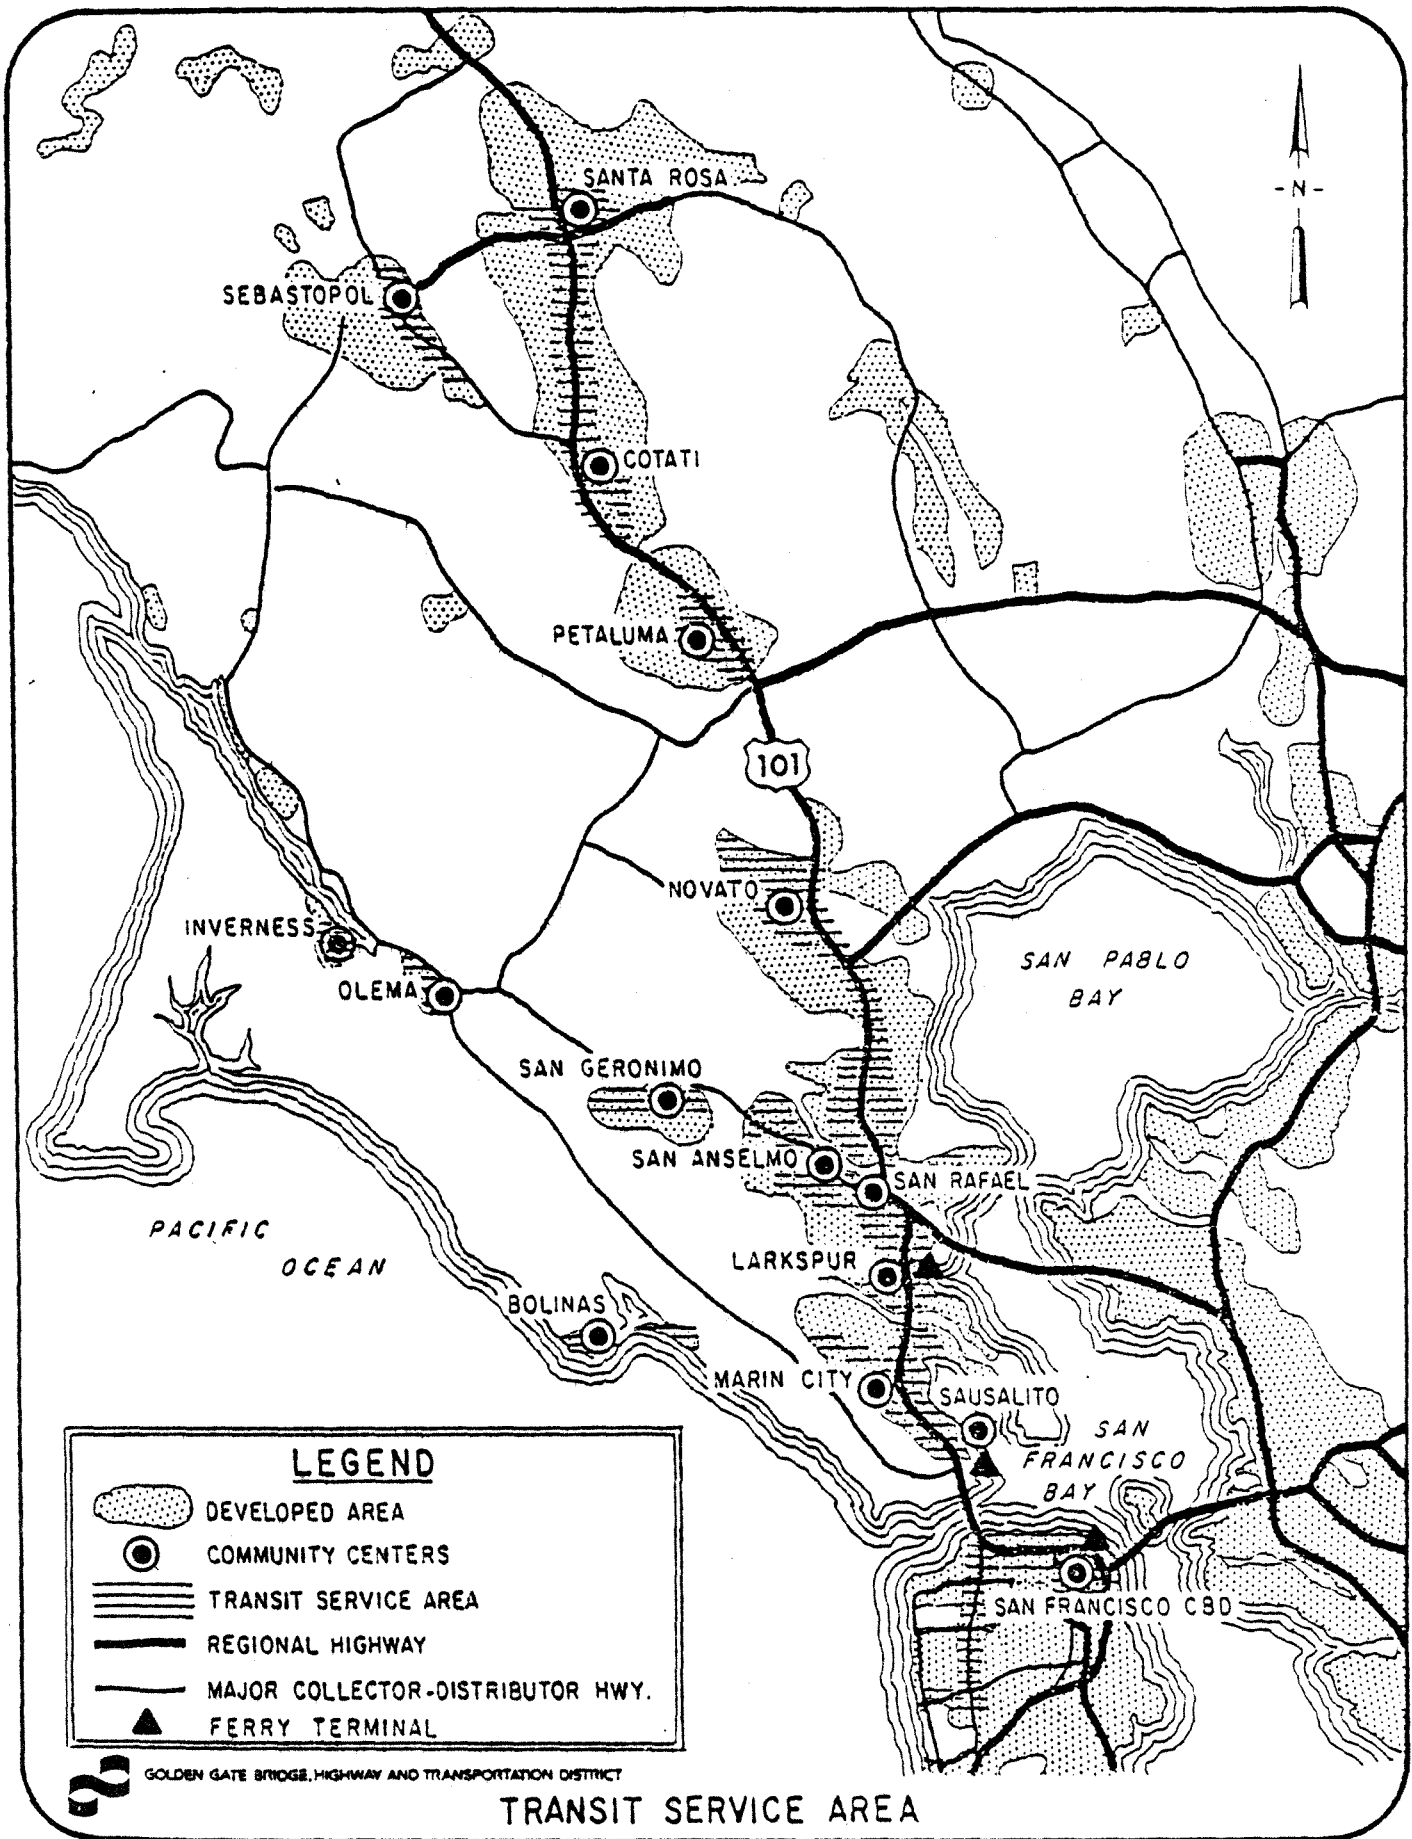 SANTA ROSA
- N -
SEBASTOPOL
COTATI
PETALUMA
101
NOVATO
INVERNESS
SAN PABLO
BAY
OLEMA
SAN GERONIMO
SAN ANSELMO
SAN RAFAEL
PACIFIC
OCEAN
LARKSPUR
BOLINAS
MARIN CITY
SAUSALITO
SAN
FRANCISCO
BAY
SAN FRANCISCO CBD
LEGEND
DEVELOPED AREA
COMMUNITY CENTERS
TRANSIT SERVICE AREA
REGIONAL HIGHWAY
MAJOR COLLECTOR-DISTRIBUTOR HWY.
FERRY TERMINAL
GOLDEN GATE BRIDGE, HIGHWAY AND TRANSPORTATION DISTRICT
TRANSIT SERVICE AREA